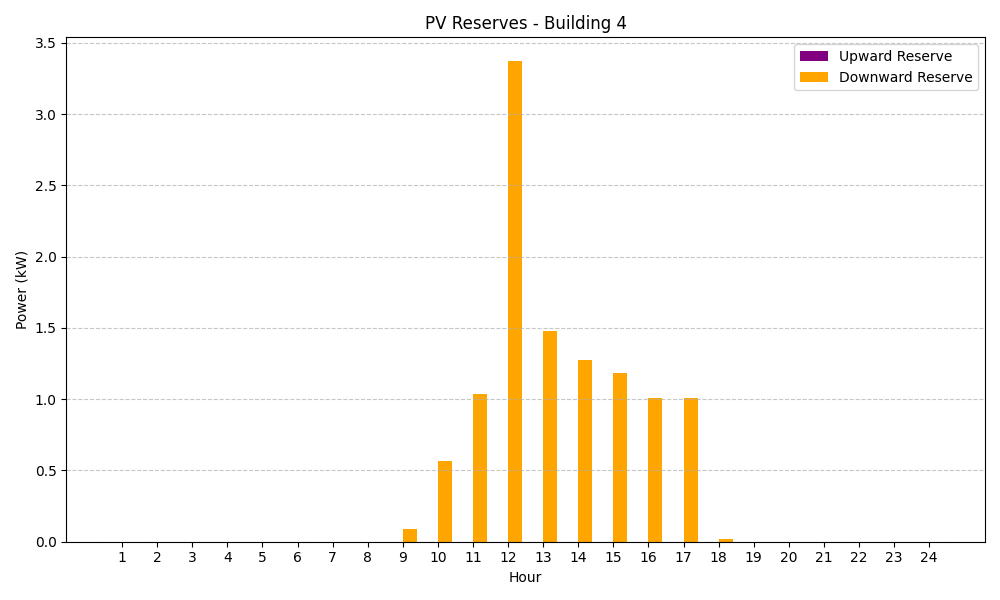 PV Reserves - Building 4
Upward Reserve
Downward Reserve
Power (kW)
3.5
3.0
2.5
2.0
1.5
1.0
0.5
0.0
1 2 3 4 5 6 7 8 9 10 11 12 13 14 15 16 17 18 19 20 21 22 23 24
Hour